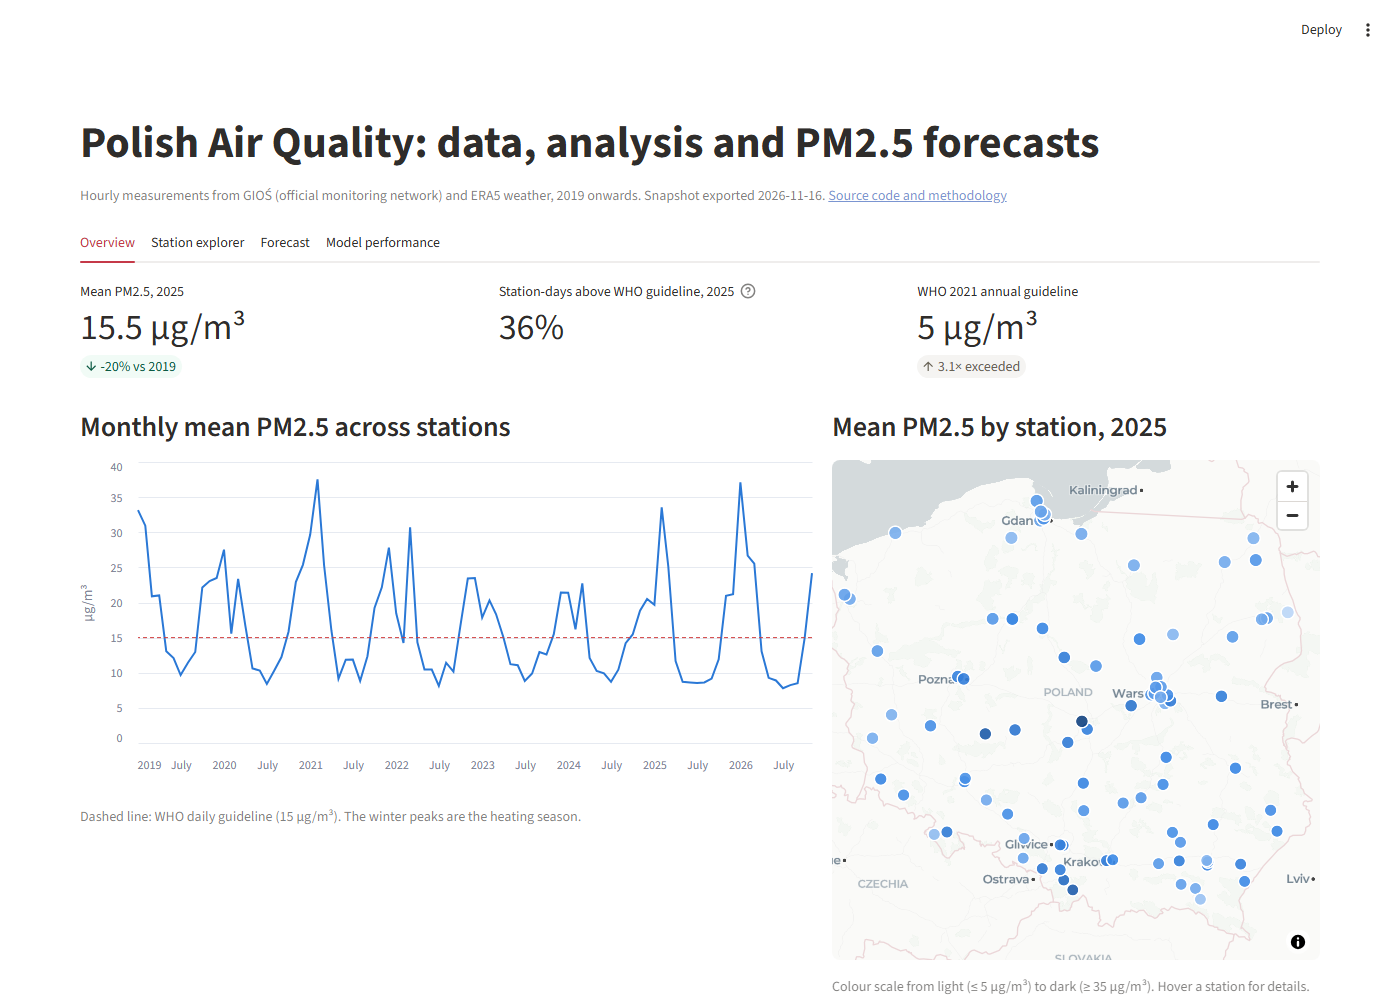 Deploy
Polish Air Quality: data, analysis and PM2.5 forecasts
Hourly measurements from GIOŚ (official monitoring network) and ERA5 weather, 2019 onwards. Snapshot exported 2026-11-16. Source code and methodology
Overview Station explorer Forecast Model performance
Mean PM2.5, 2025
15.5 µg/m³
↓ -20% vs 2019
Station-days above WHO guideline, 2025
36%
WHO 2021 annual guideline
5 µg/m³
↑ 3.1× exceeded
Monthly mean PM2.5 across stations
40
35
30
25
20
15
10
5
0
µg/m³
2019 July 2020 July 2021 July 2022 July 2023 July 2024 July 2025 July 2026 July
Dashed line: WHO daily guideline (15 µg/m³). The winter peaks are the heating season.
Mean PM2.5 by station, 2025
+
−
Kaliningrad
Gdan
Pozna
POLAND
Wars
Brest
Gliwice
Krako
Ostrava
CZECHIA
Lviv
SLOVAKIA
Colour scale from light (≤ 5 µg/m³) to dark (≥ 35 µg/m³). Hover a station for details.